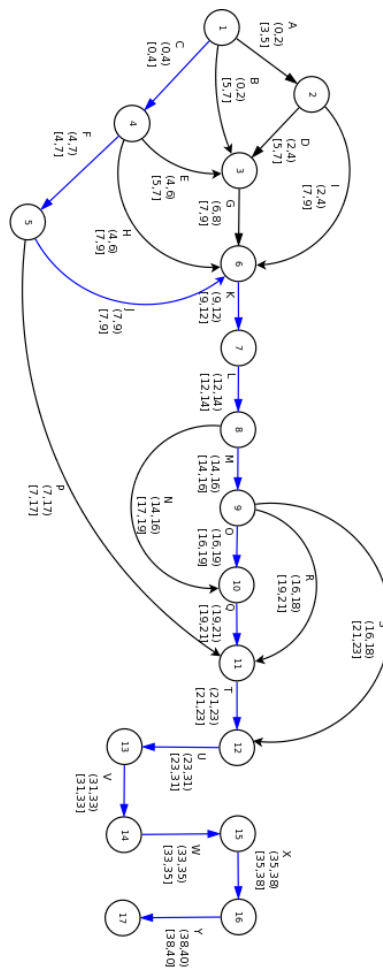 1
A
(0,2)
[3,5]
B
(0,2)
[5,7]
C
(0,4)
[0,4]
2
D
(2,4)
[5,7]
I
(2,4)
[7,9]
4
E
(4,6)
[5,7]
F
(4,7)
[4,7]
3
G
(6,8)
[7,9]
H
(4,6)
[7,9]
5
J
(7,9)
[7,9]
6
K
(9,12)
[9,12]
7
L
(12,14)
[12,14]
8
M
(14,16)
[14,16]
N
(14,16)
[17,19]
9
O
(16,19)
[16,19]
P
(7,17)
[7,17]
R
(16,18)
[19,21]
S
(16,18)
[21,23]
10
Q
(19,21)
[19,21]
11
T
(21,23)
[21,23]
12
U
(23,31)
[23,31]
13
V
(31,33)
[31,33]
14
W
(33,35)
[33,35]
15
X
(35,38)
[35,38]
16
Y
(38,40)
[38,40]
17